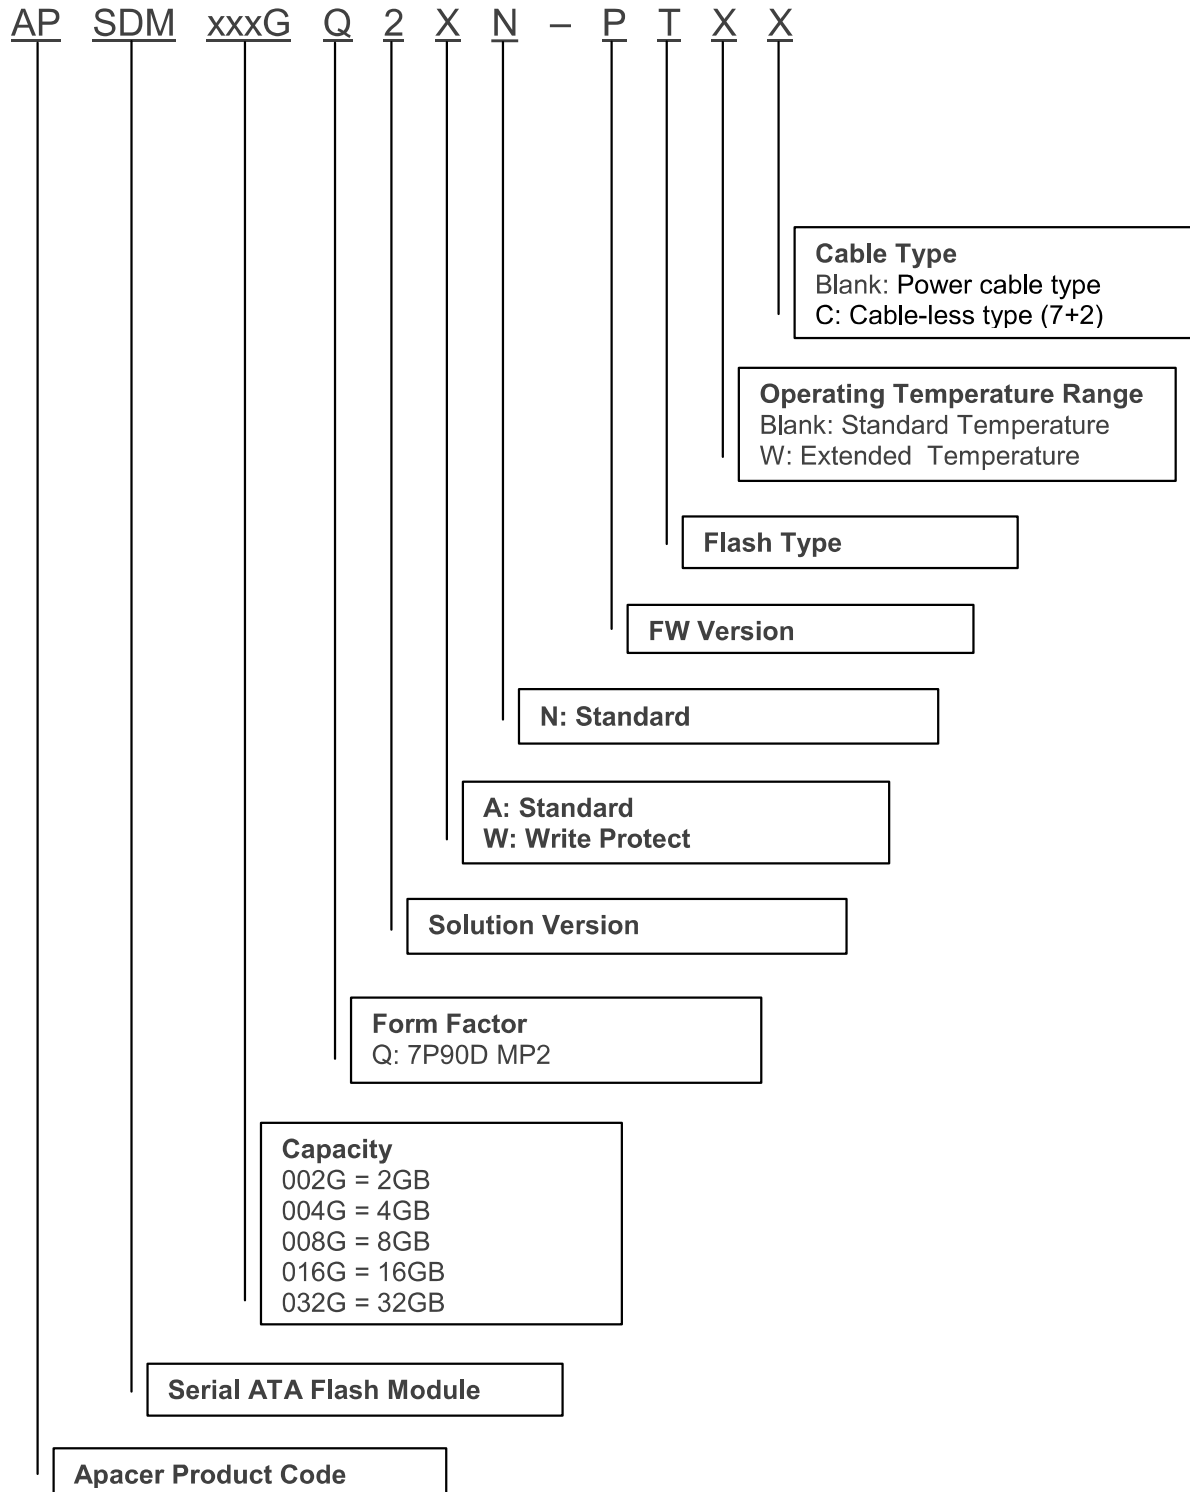 AP SDM xxxG Q 2 X N – P T X X
Cable Type
Blank: Power cable type
C: Cable-less type (7+2)
Operating Temperature Range
Blank: Standard Temperature
W: Extended Temperature
Flash Type
FW Version
N: Standard
A: Standard
W: Write Protect
Solution Version
Form Factor
Q: 7P90D MP2
Capacity
002G = 2GB
004G = 4GB
008G = 8GB
016G = 16GB
032G = 32GB
Serial ATA Flash Module
Apacer Product Code